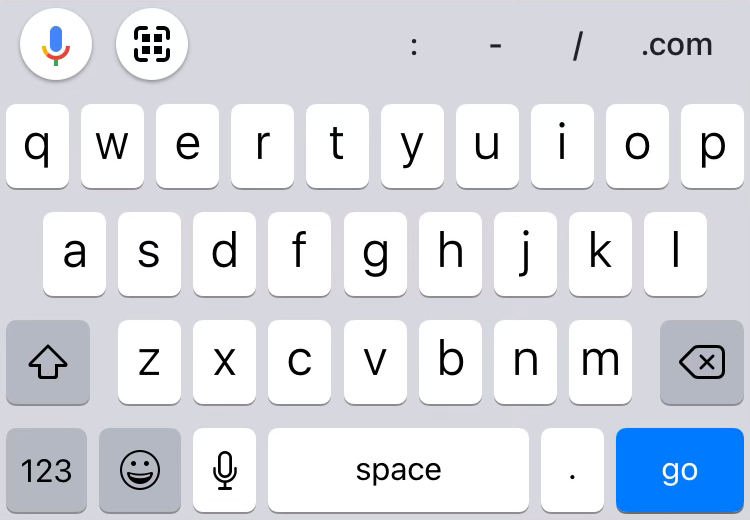 : - / .com
q w e r t y u i o p
a s d f g h j k l
z x c v b n m
123 space . go